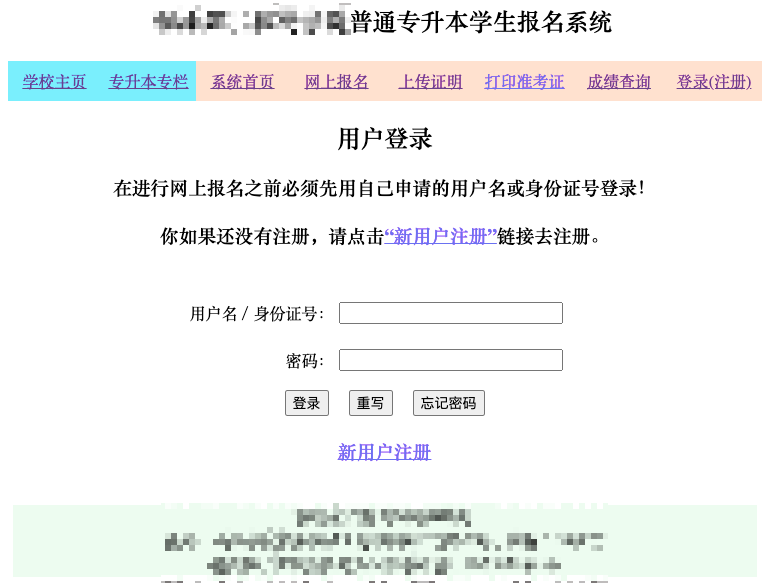 普通专升本学生报名系统
学校主页 专升本专栏 系统首页 网上报名 上传证明 打印准考证 成绩查询 登录(注册)
用户登录
在进行网上报名之前必须先用自己申请的用户名或身份证号登录！
你如果还没有注册，请点击“新用户注册”链接去注册。
用户名 / 身份证号：
密码：
登录 重写 忘记密码
新用户注册